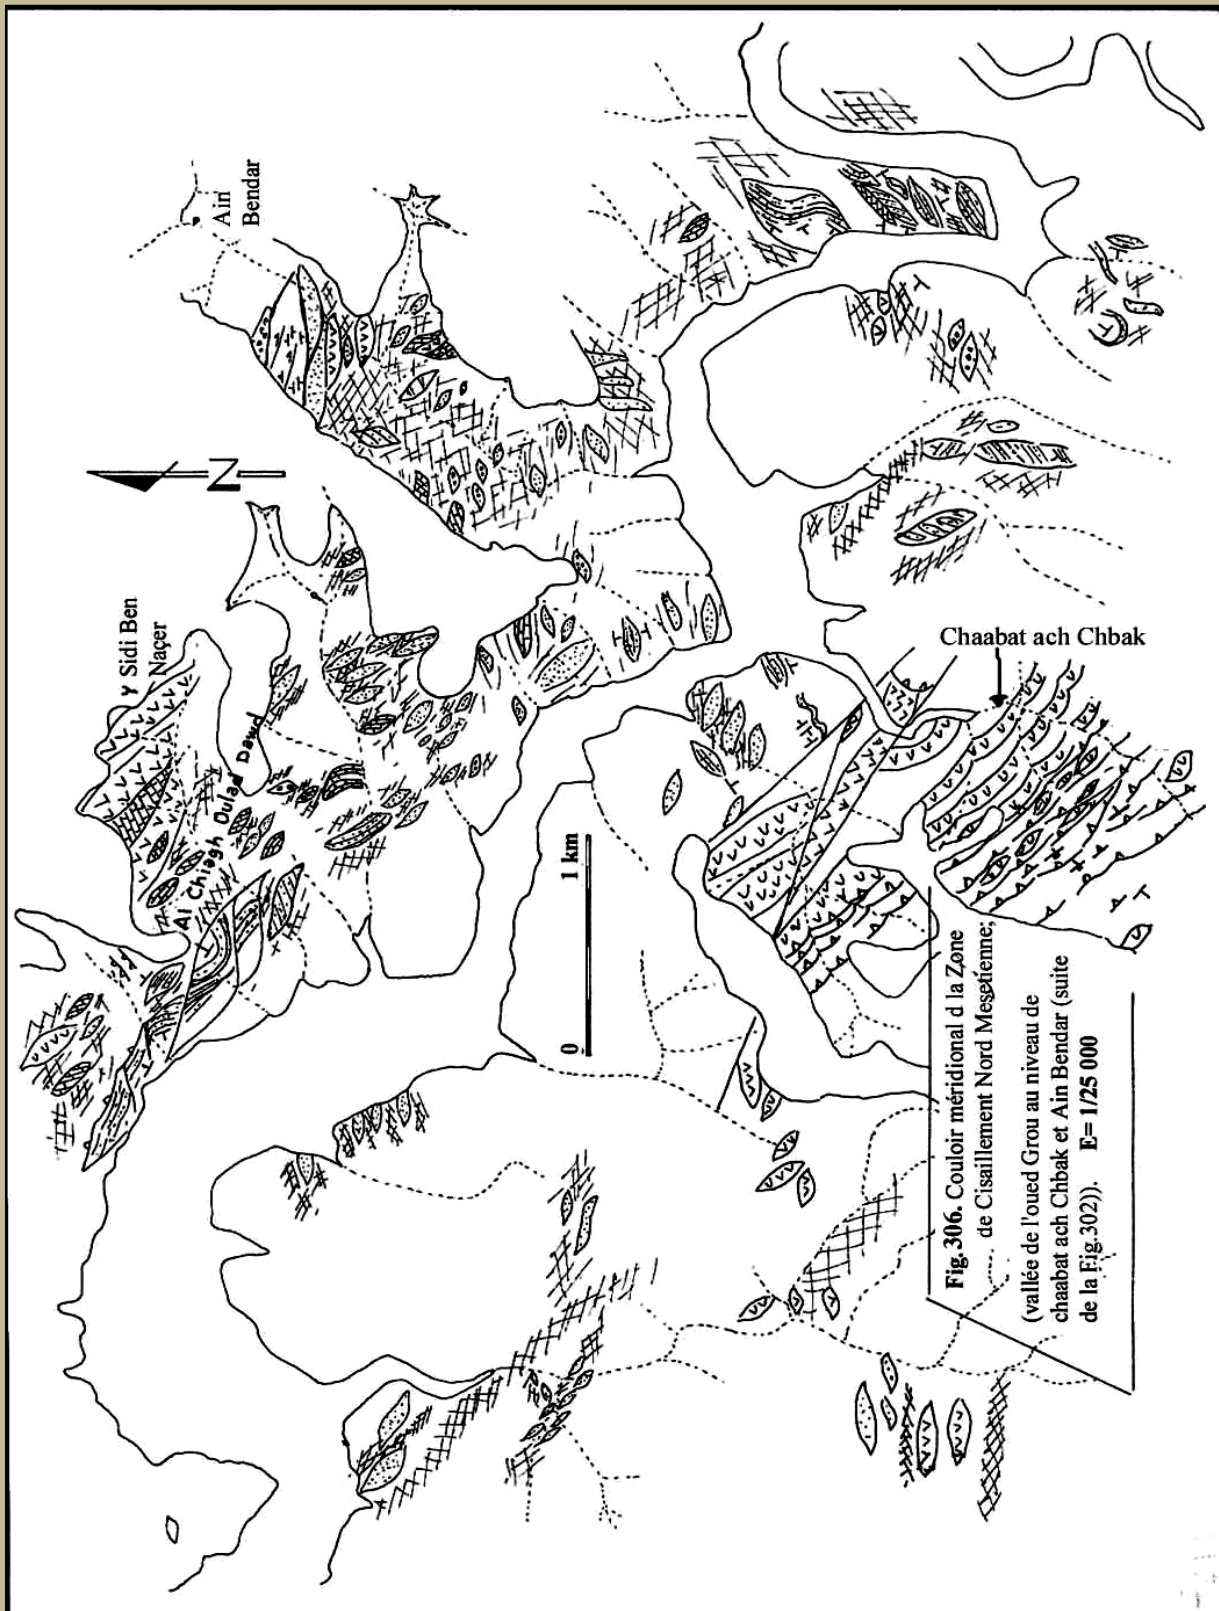 Ain
Bendar
N
γ Sidi Ben
Naçer
Al Chiagh Oulad Dawd
Chaabat ach Chbak
0 1 km
Fig.306. Couloir méridional d la Zone
de Cisaillement Nord Mesetienne;
(vallée de l'oued Grou au niveau de
chaabat ach Chbak et Ain Bendar (suite
de la Fig.302)). E= 1/25 000